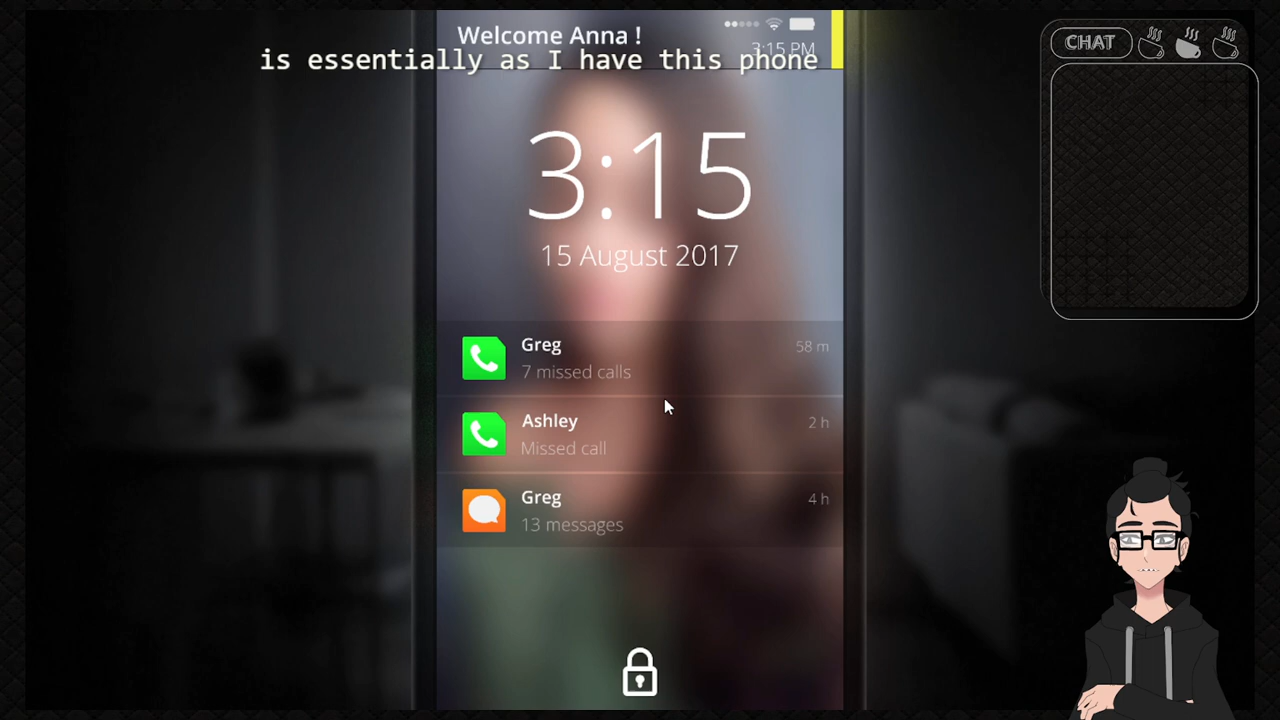 Welcome Anna !
3:15 PM
is essentially as I have this phone
CHAT
3:15
15 August 2017
Greg
58 m
7 missed calls
Ashley
2 h
Missed call
Greg
4 h
13 messages